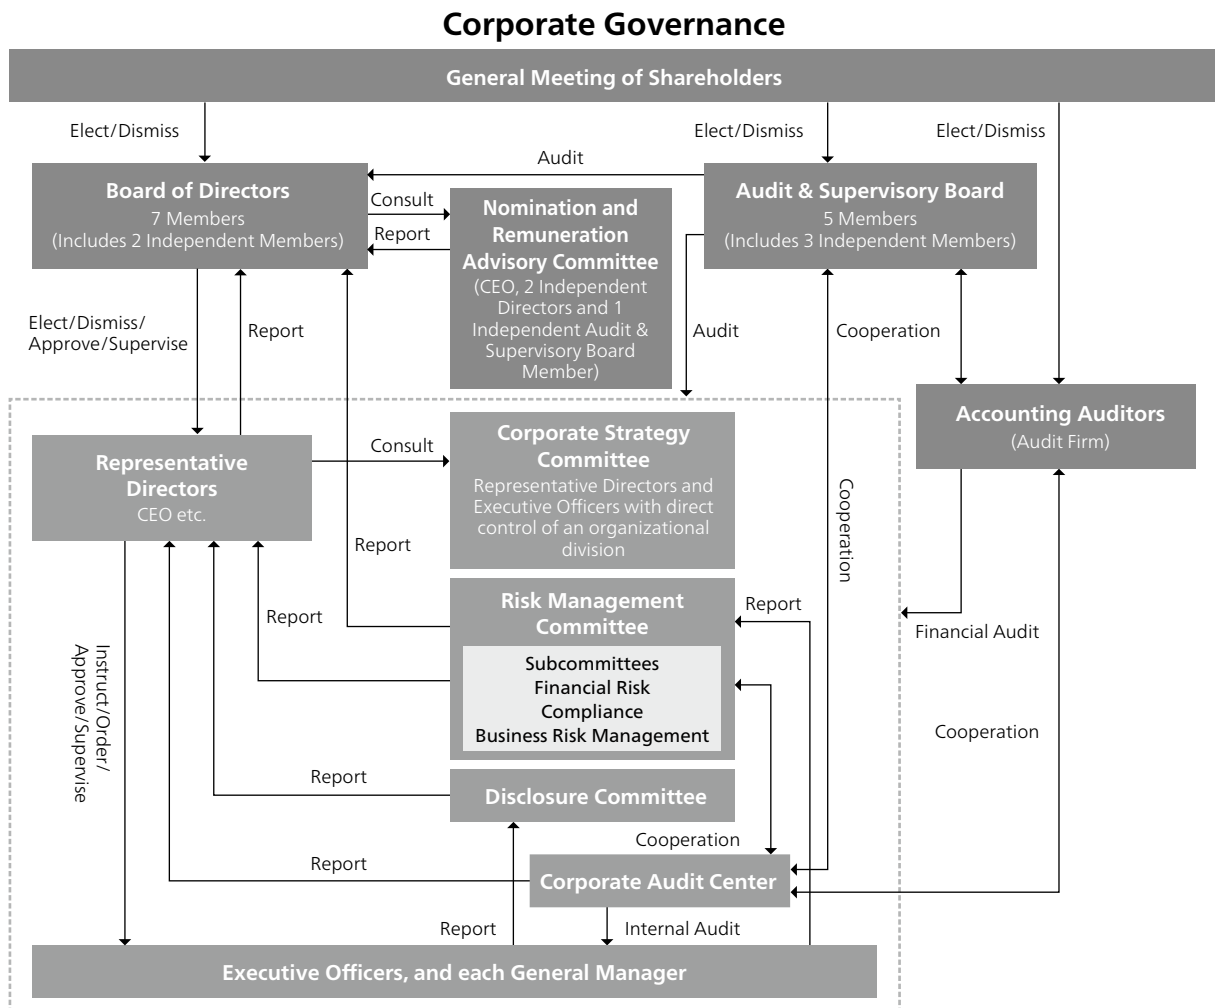 Corporate Governance
General Meeting of Shareholders
Elect/Dismiss
Elect/Dismiss
Elect/Dismiss
Audit
Board of Directors
7 Members
(Includes 2 Independent Members)
Consult
Report
Nomination and
Remuneration
Advisory Committee
(CEO, 2 Independent
Directors and 1
Independent Audit &
Supervisory Board
Member)
Audit & Supervisory Board
5 Members
(Includes 3 Independent Members)
Elect/Dismiss/
Approve/Supervise
Report
Audit
Cooperation
Accounting Auditors
(Audit Firm)
Representative
Directors
CEO etc.
Consult
Corporate Strategy
Committee
Representative Directors and
Executive Officers with direct
control of an organizational
division
Cooperation
Report
Risk Management
Committee
Subcommittees
Financial Risk
Compliance
Business Risk Management
Report
Report
Financial Audit
Instruct/Order/
Approve/Supervise
Cooperation
Report
Disclosure Committee
Cooperation
Report
Corporate Audit Center
Report
Internal Audit
Executive Officers, and each General Manager